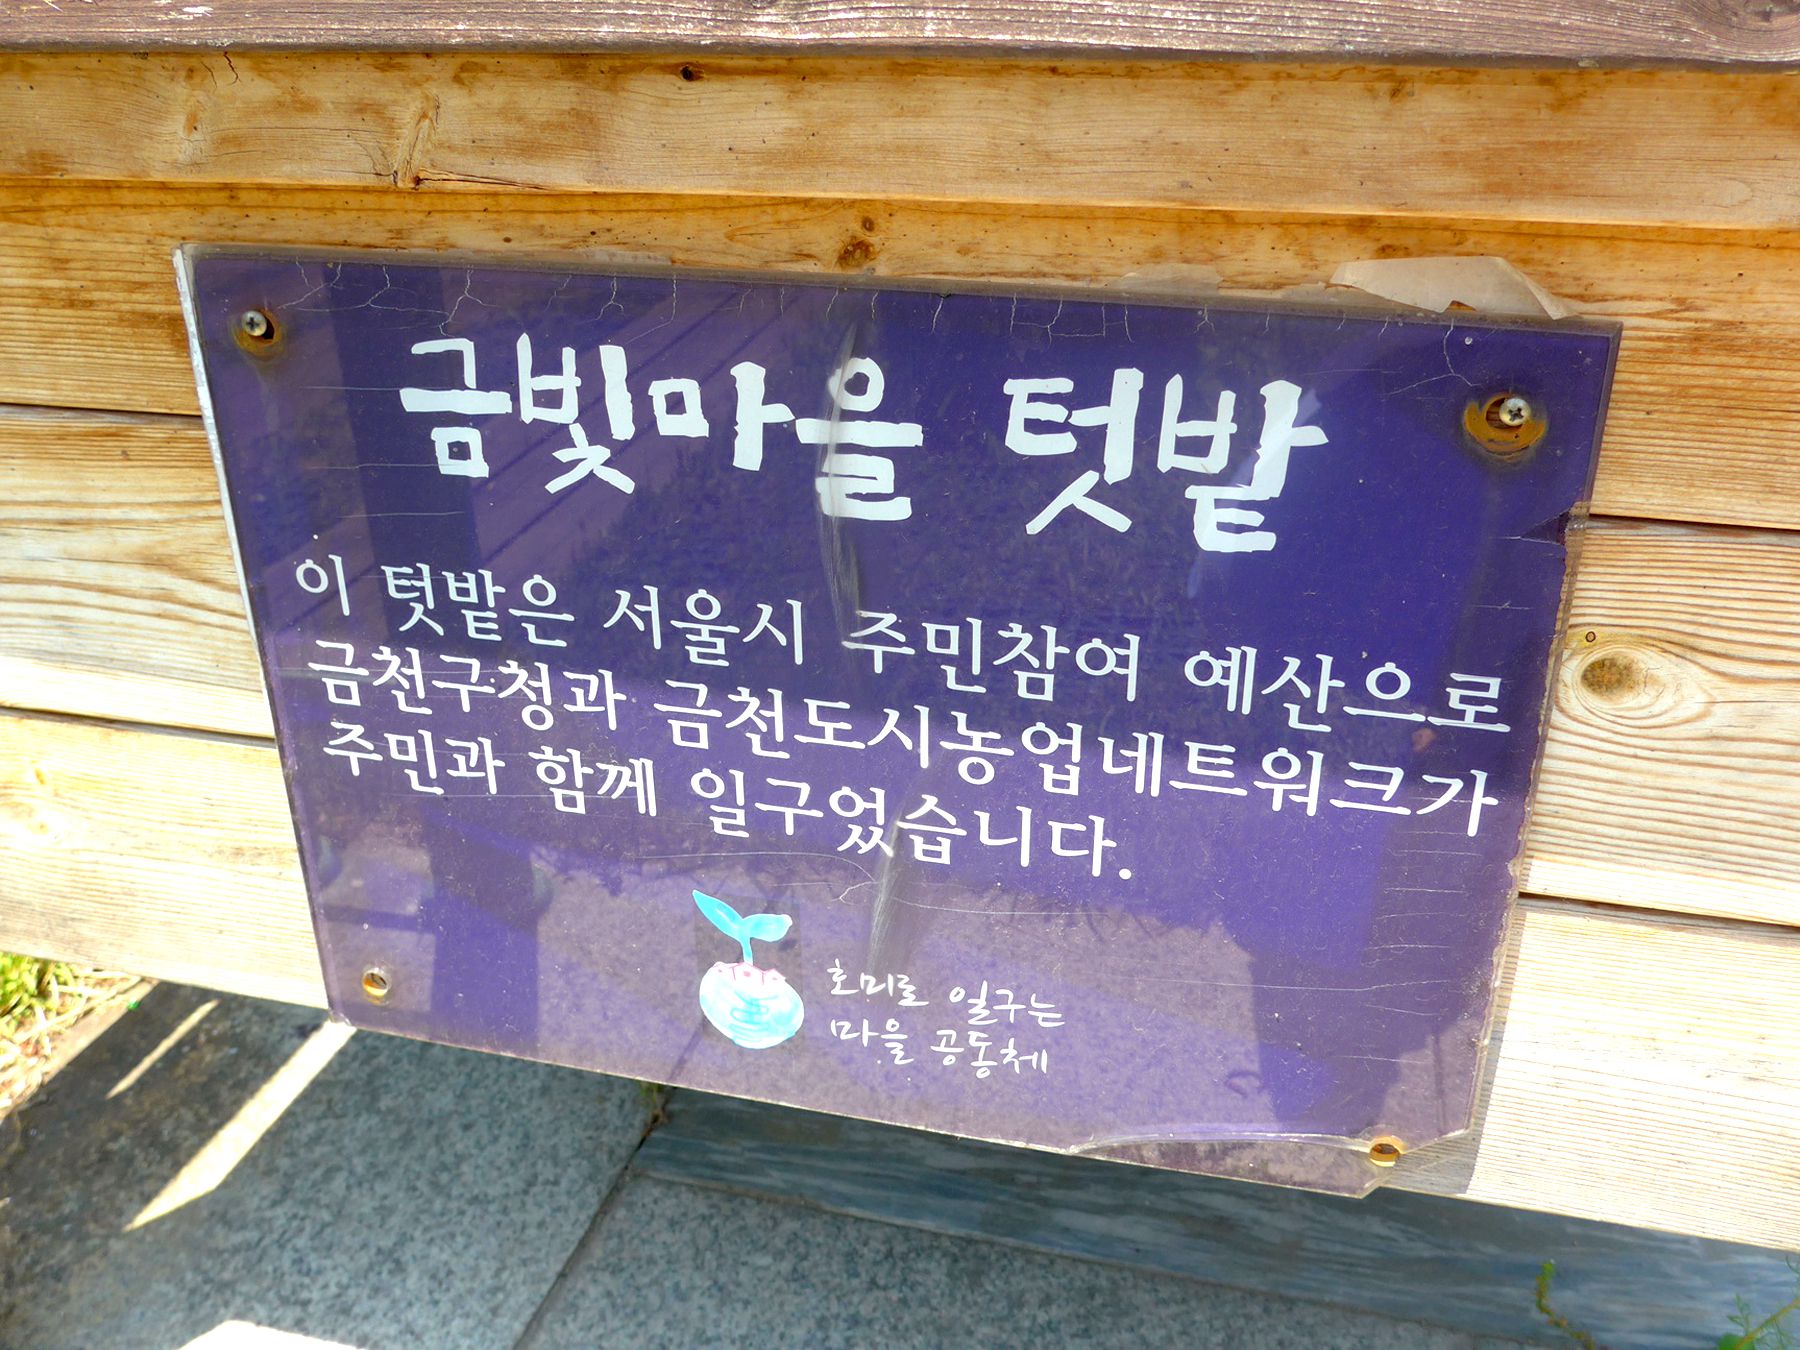 금빛마을 텃밭
이 텃밭은 서울시 주민참여 예산으로
금천구청과 금천도시농업네트워크가
주민과 함께 일구었습니다.
호미로 일구는
마을 공동체